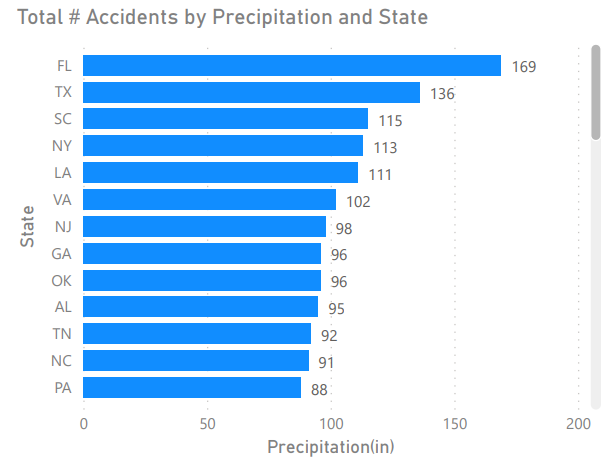 Total # Accidents by Precipitation and State
FL 169
TX 136
SC 115
NY 113
LA 111
VA 102
NJ 98
GA 96
OK 96
AL 95
TN 92
NC 91
PA 88
State
0 50 100 150 200
Precipitation(in)